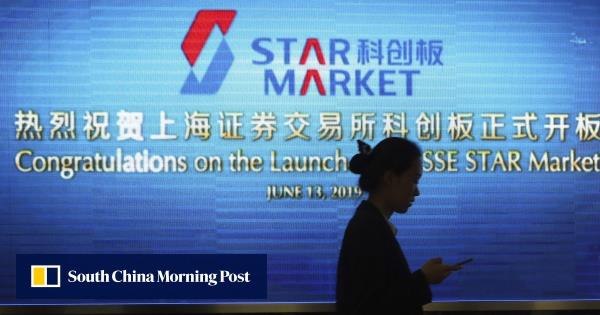 STAR 科创板
MARKET
热烈祝贺上海证券交易所科创板正式开板
Congratulations on the Launch SSE STAR Market
JUNE 13, 2019
South China Morning Post